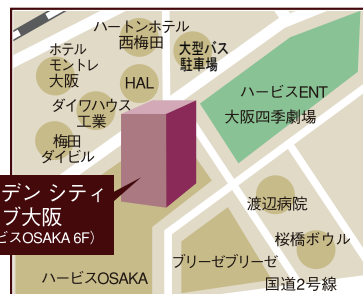 ハートンホテル
西梅田
大型バス
駐車場
ホテル
モントレ
大阪
HAL
ハービスENT
大阪四季劇場
ダイワハウス
工業
梅田
ダイビル
デン シティ
ブ大阪
ビスOSAKA 6F）
渡辺病院
桜橋ボウル
ブリーゼブリーゼ
ハービスOSAKA
国道2号線